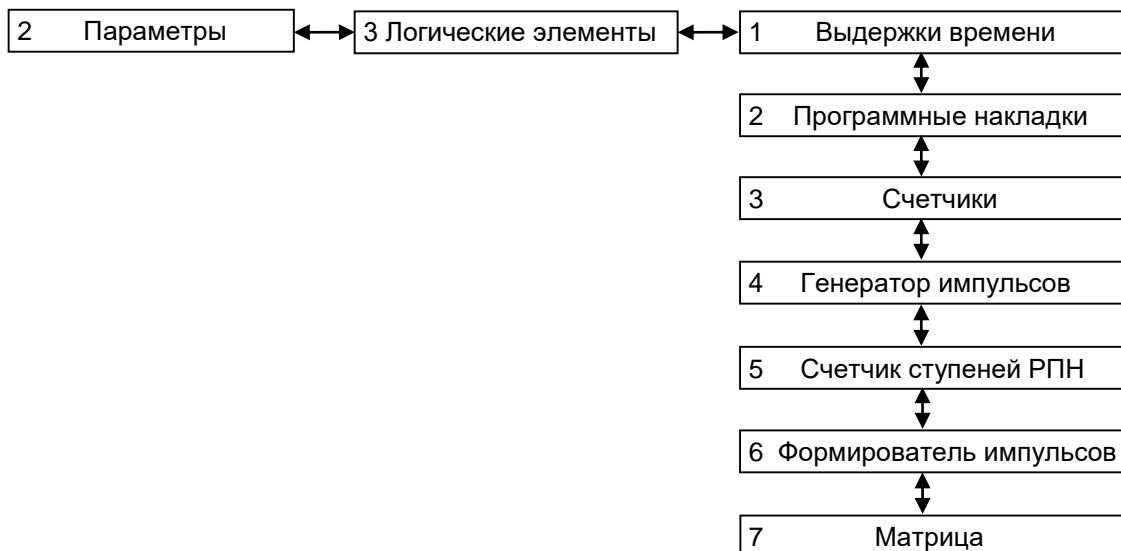 2 Параметры
3 Логические элементы
1 Выдержки времени
2 Программные накладки
3 Счетчики
4 Генератор импульсов
5 Счетчик ступеней РПН
6 Формирователь импульсов
7 Матрица